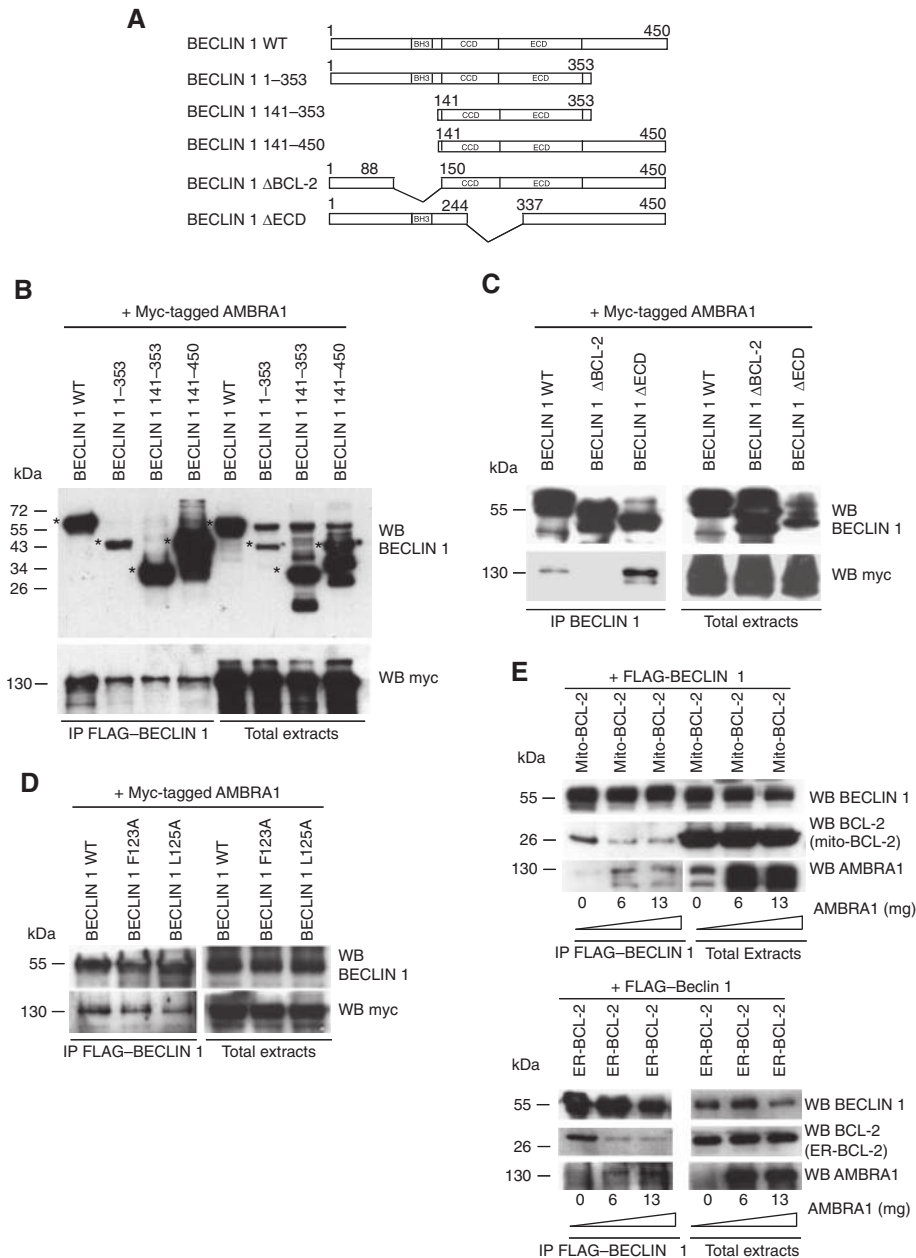 A
BECLIN 1 WT
1
450
BH3
CCD
ECD
BECLIN 1 1–353
1
353
BH3
CCD
ECD
BECLIN 1 141–353
141
353
CCD
ECD
BECLIN 1 141–450
141
450
CCD
ECD
BECLIN 1 ΔBCL-2
1
88
150
450
CCD
ECD
BECLIN 1 ΔECD
1
244
337
450
BH3
B
+ Myc-tagged AMBRA1
BECLIN 1 WT
BECLIN 1 1–353
BECLIN 1 141–353
BECLIN 1 141–450
BECLIN 1 WT
BECLIN 1 1–353
BECLIN 1 141–353
BECLIN 1 141–450
kDa
72
55
43
34
26
* * * * * * * *
WB
BECLIN 1
130
WB myc
IP FLAG–BECLIN 1
Total extracts
C
+ Myc-tagged AMBRA1
BECLIN 1 WT
BECLIN 1 ΔBCL-2
BECLIN 1 ΔECD
BECLIN 1 WT
BECLIN 1 ΔBCL-2
BECLIN 1 ΔECD
kDa
55
WB
BECLIN 1
130
WB myc
IP BECLIN 1
Total extracts
D
+ Myc-tagged AMBRA1
BECLIN 1 WT
BECLIN 1 F123A
BECLIN 1 L125A
BECLIN 1 WT
BECLIN 1 F123A
BECLIN 1 L125A
kDa
55
WB
BECLIN 1
130
WB myc
IP FLAG–BECLIN 1
Total extracts
E
+ FLAG-BECLIN 1
Mito-BCL-2
Mito-BCL-2
Mito-BCL-2
Mito-BCL-2
Mito-BCL-2
Mito-BCL-2
kDa
55
WB BECLIN 1
26
WB BCL-2
(mito-BCL-2)
130
WB AMBRA1
0 6 13 0 6 13
AMBRA1 (mg)
IP FLAG–BECLIN 1
Total Extracts
+ FLAG–Beclin 1
ER-BCL-2
ER-BCL-2
ER-BCL-2
ER-BCL-2
ER-BCL-2
ER-BCL-2
kDa
55
WB BECLIN 1
26
WB BCL-2
(ER-BCL-2)
130
WB AMBRA1
0 6 13 0 6 13
AMBRA1 (mg)
IP FLAG–BECLIN 1
Total extracts